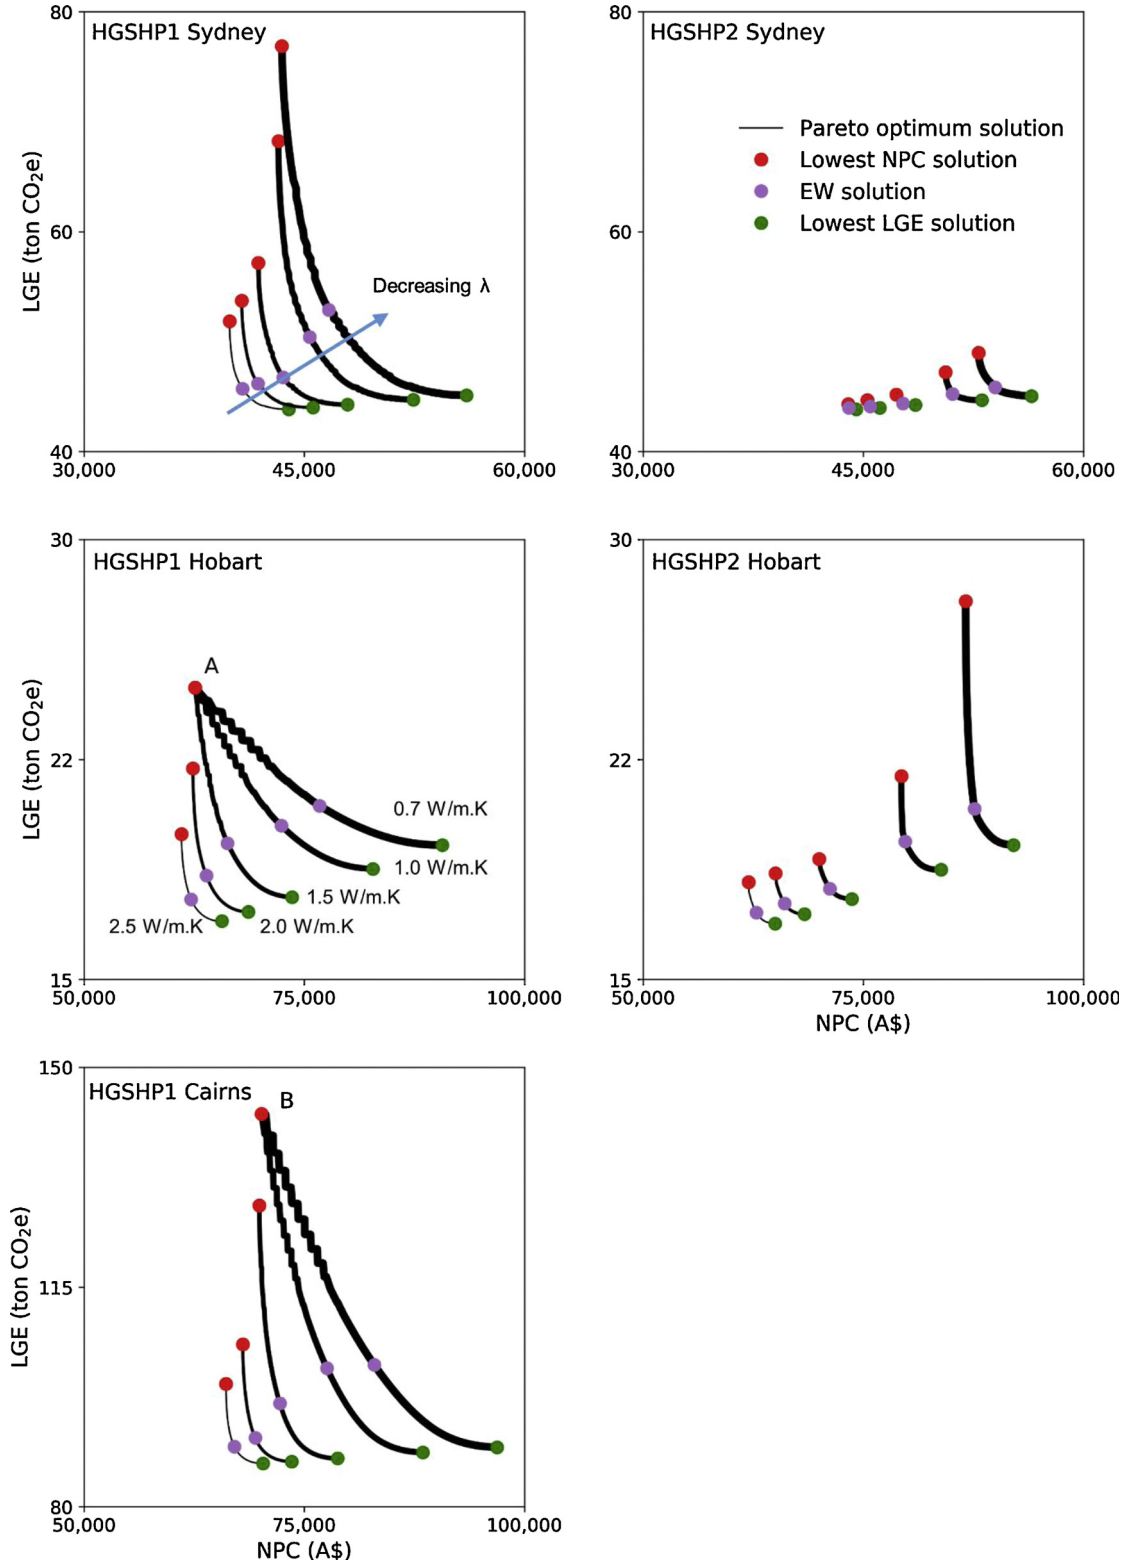 HGSHP1 Sydney
80
60
40
LGE (ton CO₂e)
30,000
45,000
60,000
Decreasing λ
HGSHP2 Sydney
80
60
40
30,000
45,000
60,000
Pareto optimum solution
Lowest NPC solution
EW solution
Lowest LGE solution
HGSHP1 Hobart
30
22
15
LGE (ton CO₂e)
A
0.7 W/m.K
1.0 W/m.K
1.5 W/m.K
2.0 W/m.K
2.5 W/m.K
50,000
75,000
100,000
HGSHP2 Hobart
30
22
15
50,000
75,000
100,000
NPC (A$)
HGSHP1 Cairns
150
115
80
LGE (ton CO₂e)
B
50,000
75,000
100,000
NPC (A$)